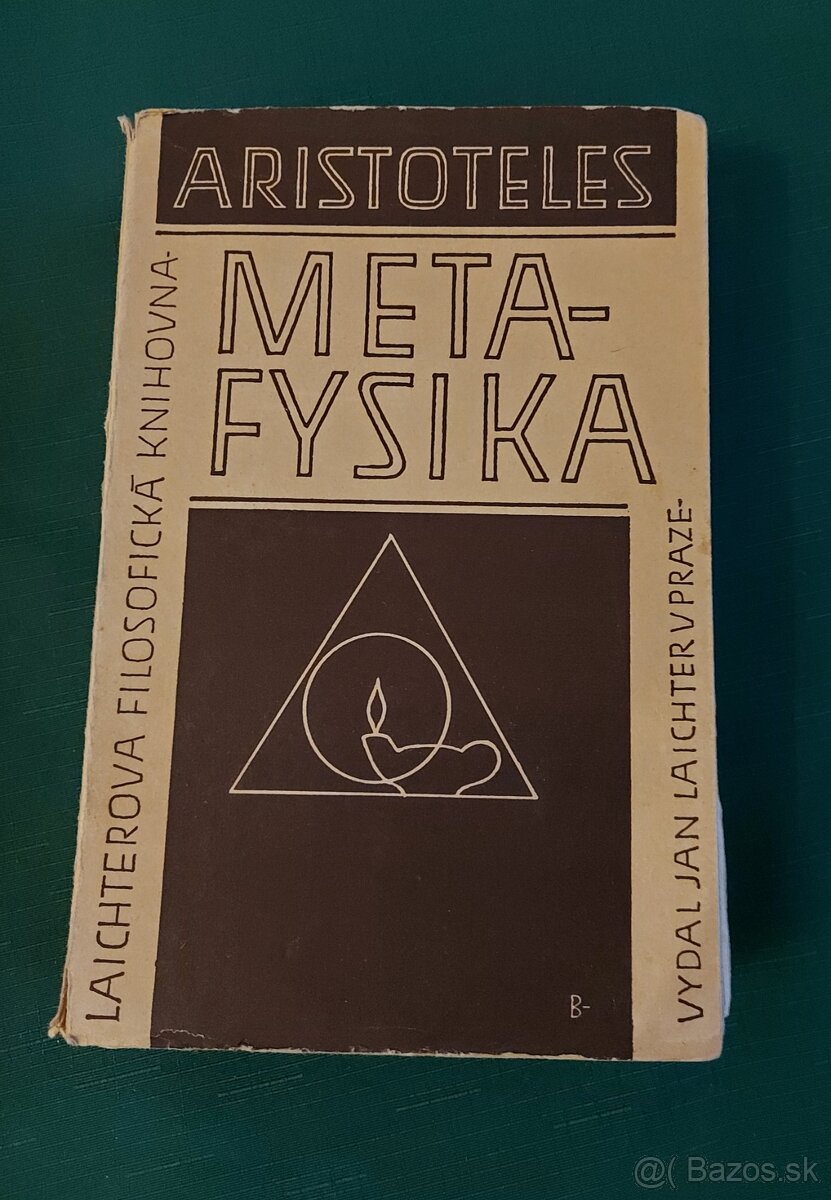 ARISTOTELES
META-
FYSIKA
LAICHTEROVA FILOSOFICKÁ KNIHOVNA-
VYDAL JAN LAICHTER V PRAZE-
B-
@( Bazos.sk